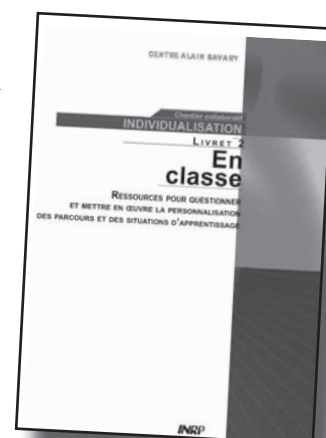 CENTRE ALAIN SAVARY
Chantier collaboratif
INDIVIDUALISATION
LIVRET 2
En
classe
RESSOURCES POUR QUESTIONNER
ET METTRE EN ŒUVRE LA PERSONNALISATION
DES PARCOURS ET DES SITUATIONS D'APPRENTISSAGE
INRP